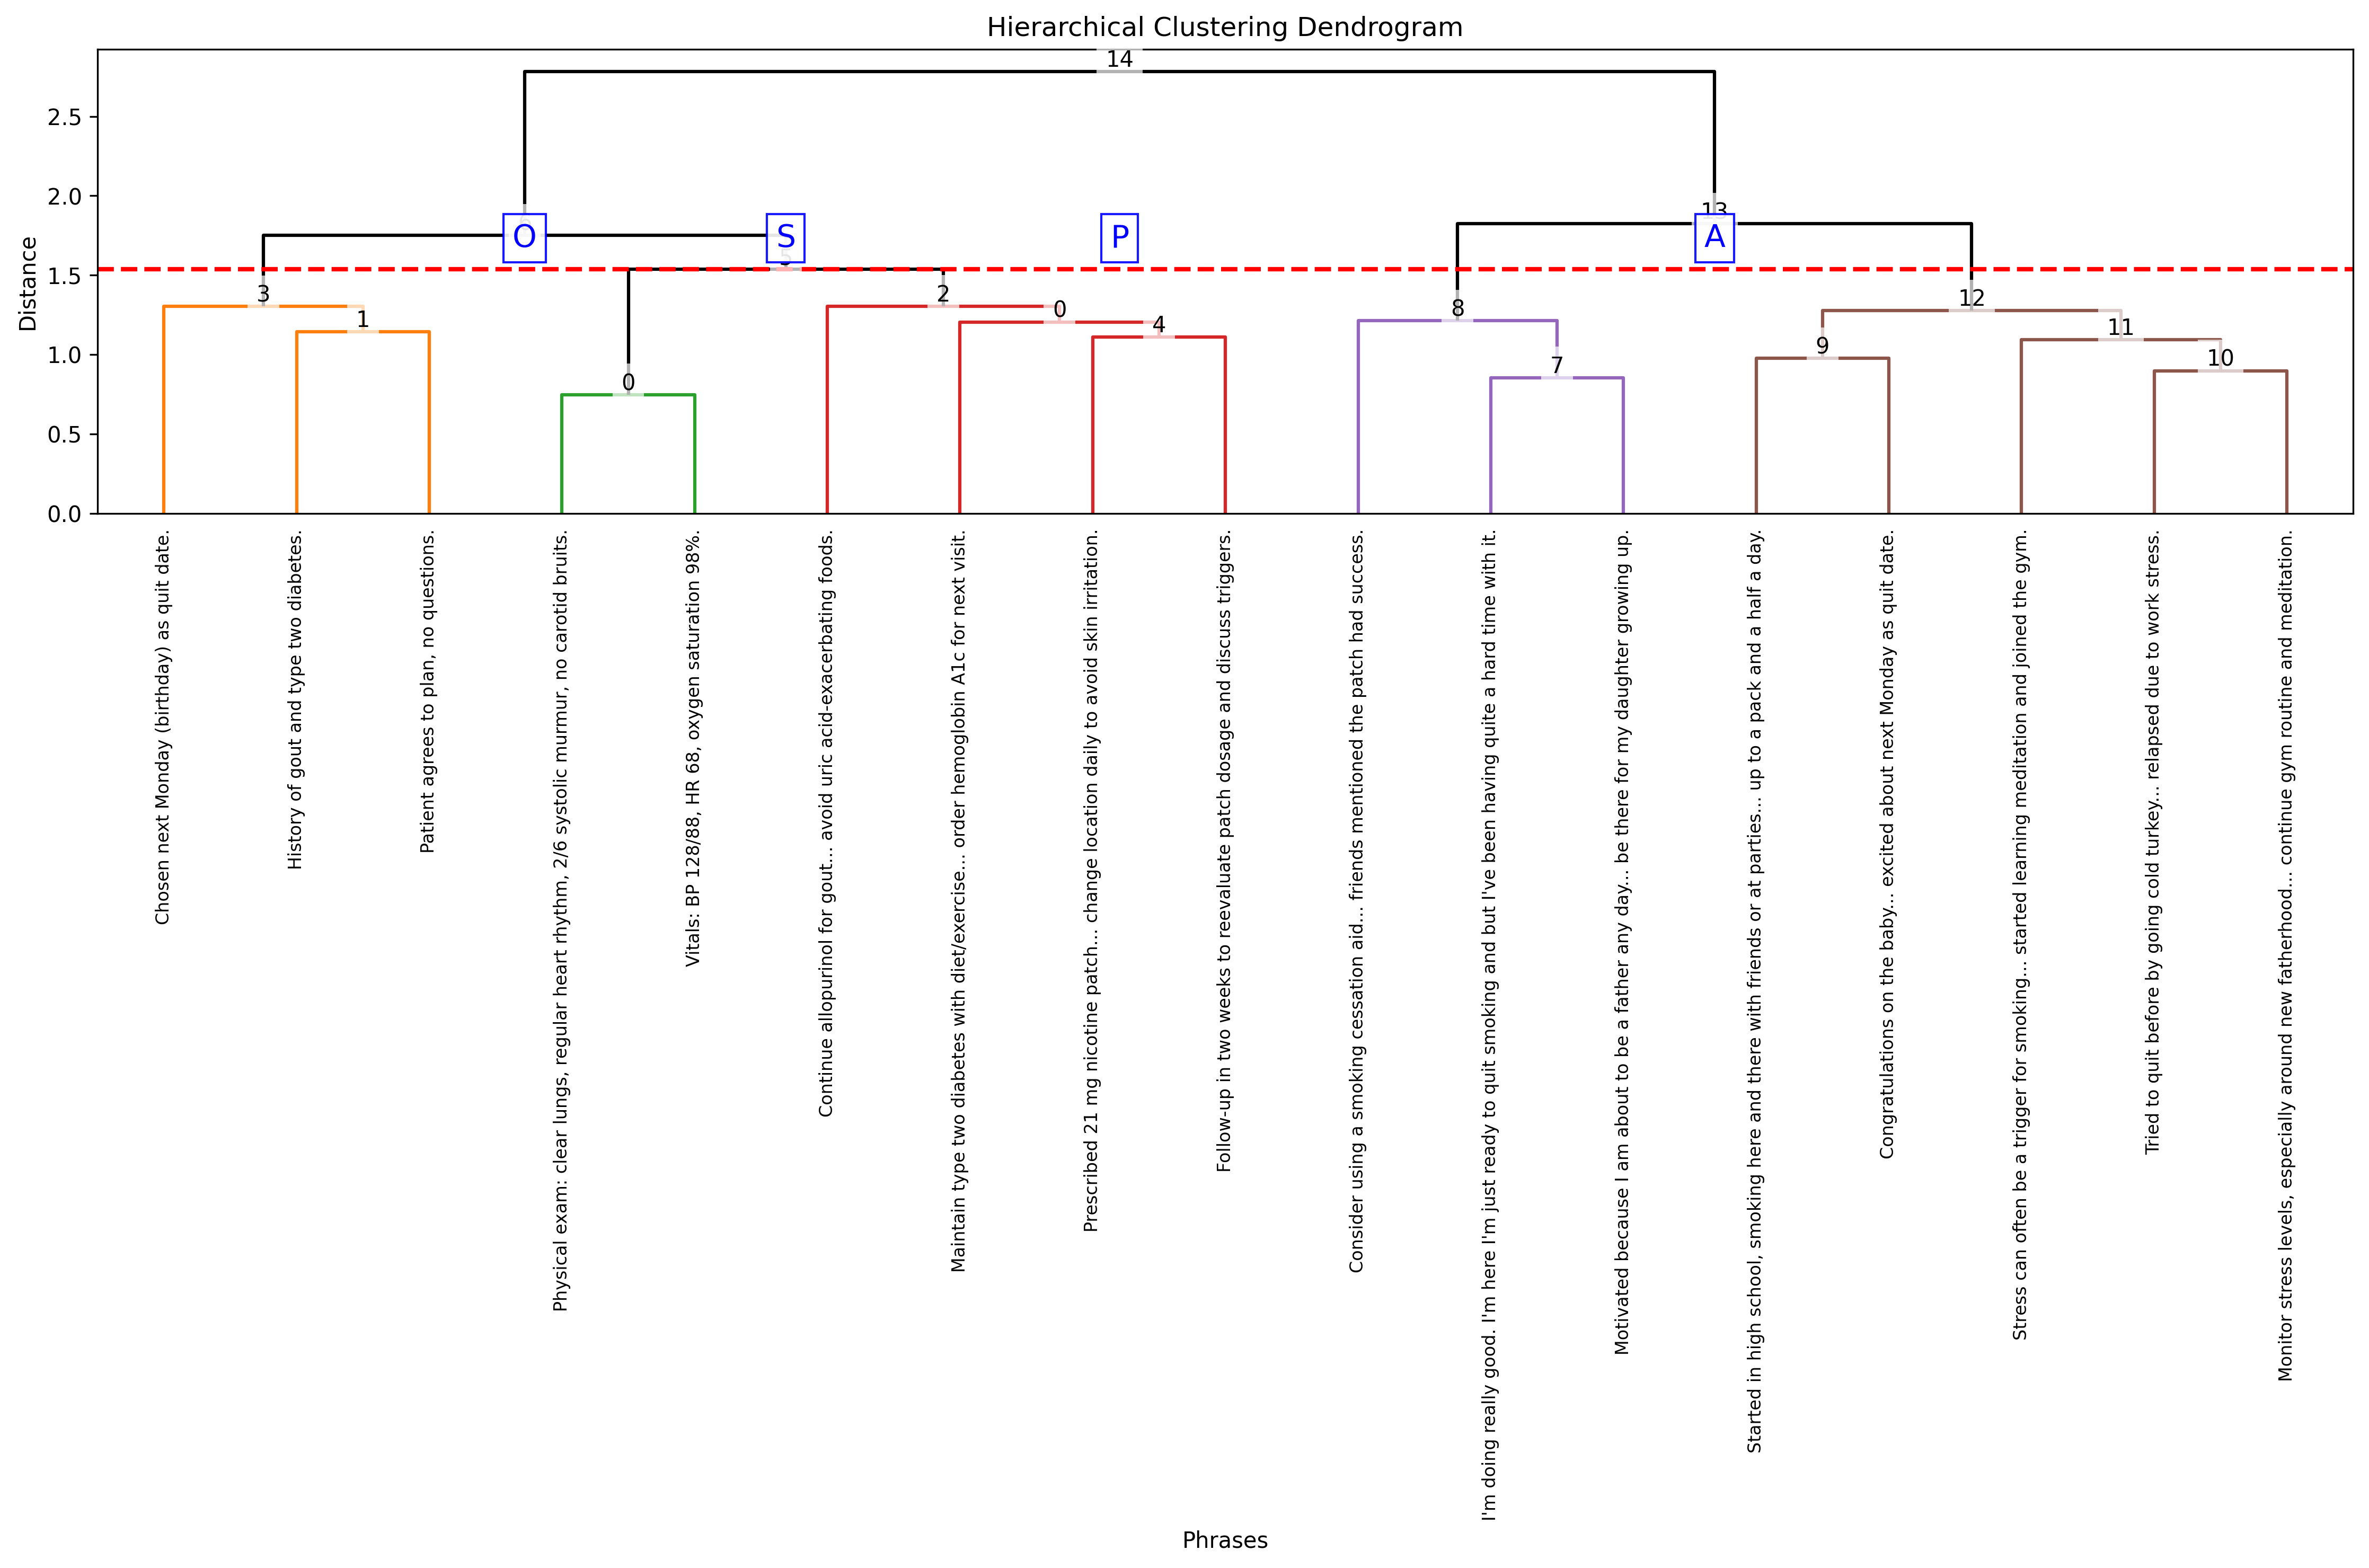 Hierarchical Clustering Dendrogram
14
2.5
2.0
13
O
S
P
A
Distance
1.5
3
2
0
8
12
1
4
11
1.0
9
7
10
0
0.5
0.0
Chosen next Monday (birthday) as quit date.
History of gout and type two diabetes.
Patient agrees to plan, no questions.
Physical exam: clear lungs, regular heart rhythm, 2/6 systolic murmur, no carotid bruits.
Vitals: BP 128/88, HR 68, oxygen saturation 98%.
Continue allopurinol for gout... avoid uric acid-exacerbating foods.
Maintain type two diabetes with diet/exercise... order hemoglobin A1c for next visit.
Prescribed 21 mg nicotine patch... change location daily to avoid skin irritation.
Follow-up in two weeks to reevaluate patch dosage and discuss triggers.
Consider using a smoking cessation aid... friends mentioned the patch had success.
I'm doing really good. I'm here I'm just ready to quit smoking and but I've been having quite a hard time with it.
Motivated because I am about to be a father any day... be there for my daughter growing up.
Started in high school, smoking here and there with friends or at parties... up to a pack and a half a day.
Congratulations on the baby... excited about next Monday as quit date.
Stress can often be a trigger for smoking... started learning meditation and joined the gym.
Tried to quit before by going cold turkey... relapsed due to work stress.
Monitor stress levels, especially around new fatherhood... continue gym routine and meditation.
Phrases